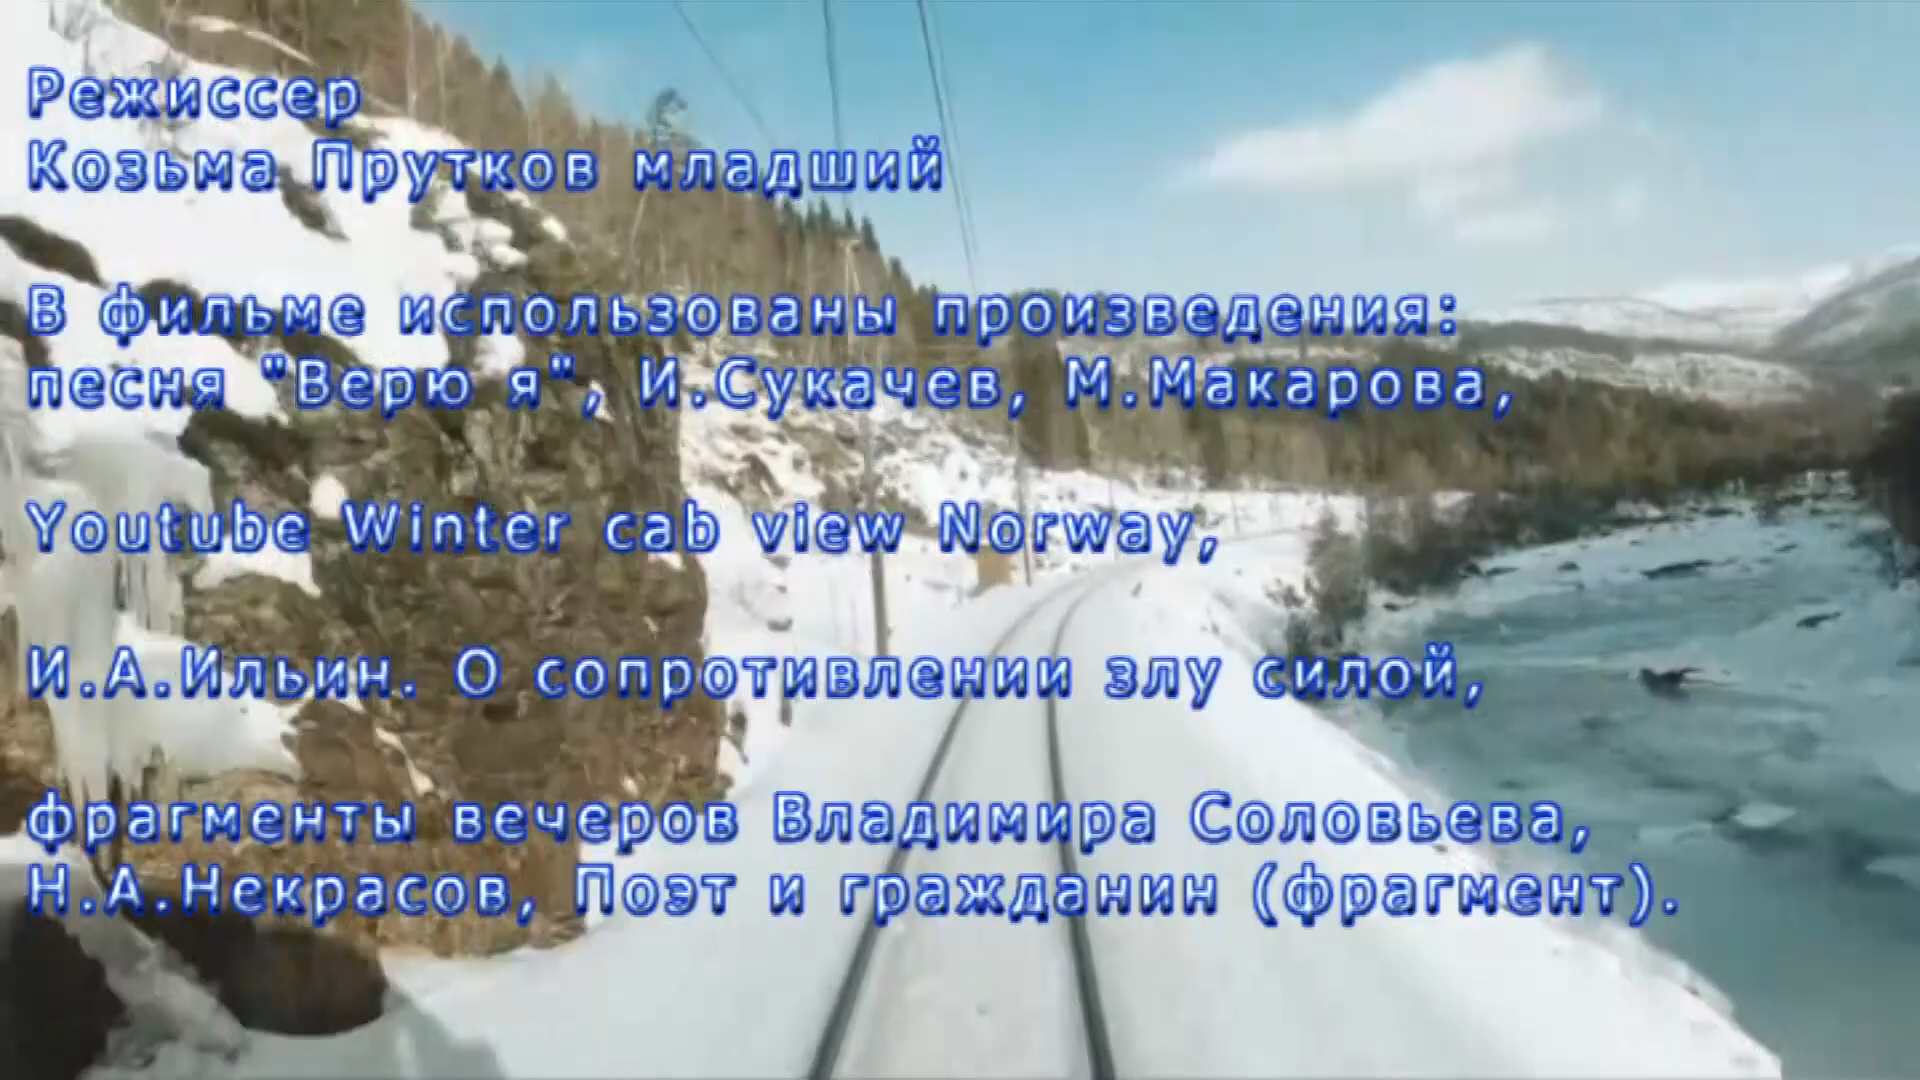 Режиссер
Козьма Прутков младший
В фильме использованы произведения:
песня "Верю я", И.Сукачев, М.Макарова,
Youtube Winter cab view Norway,
И.А.Ильин. О сопротивлении злу силой,
фрагменты вечеров Владимира Соловьева,
Н.А.Некрасов, Поэт и гражданин (фрагмент).